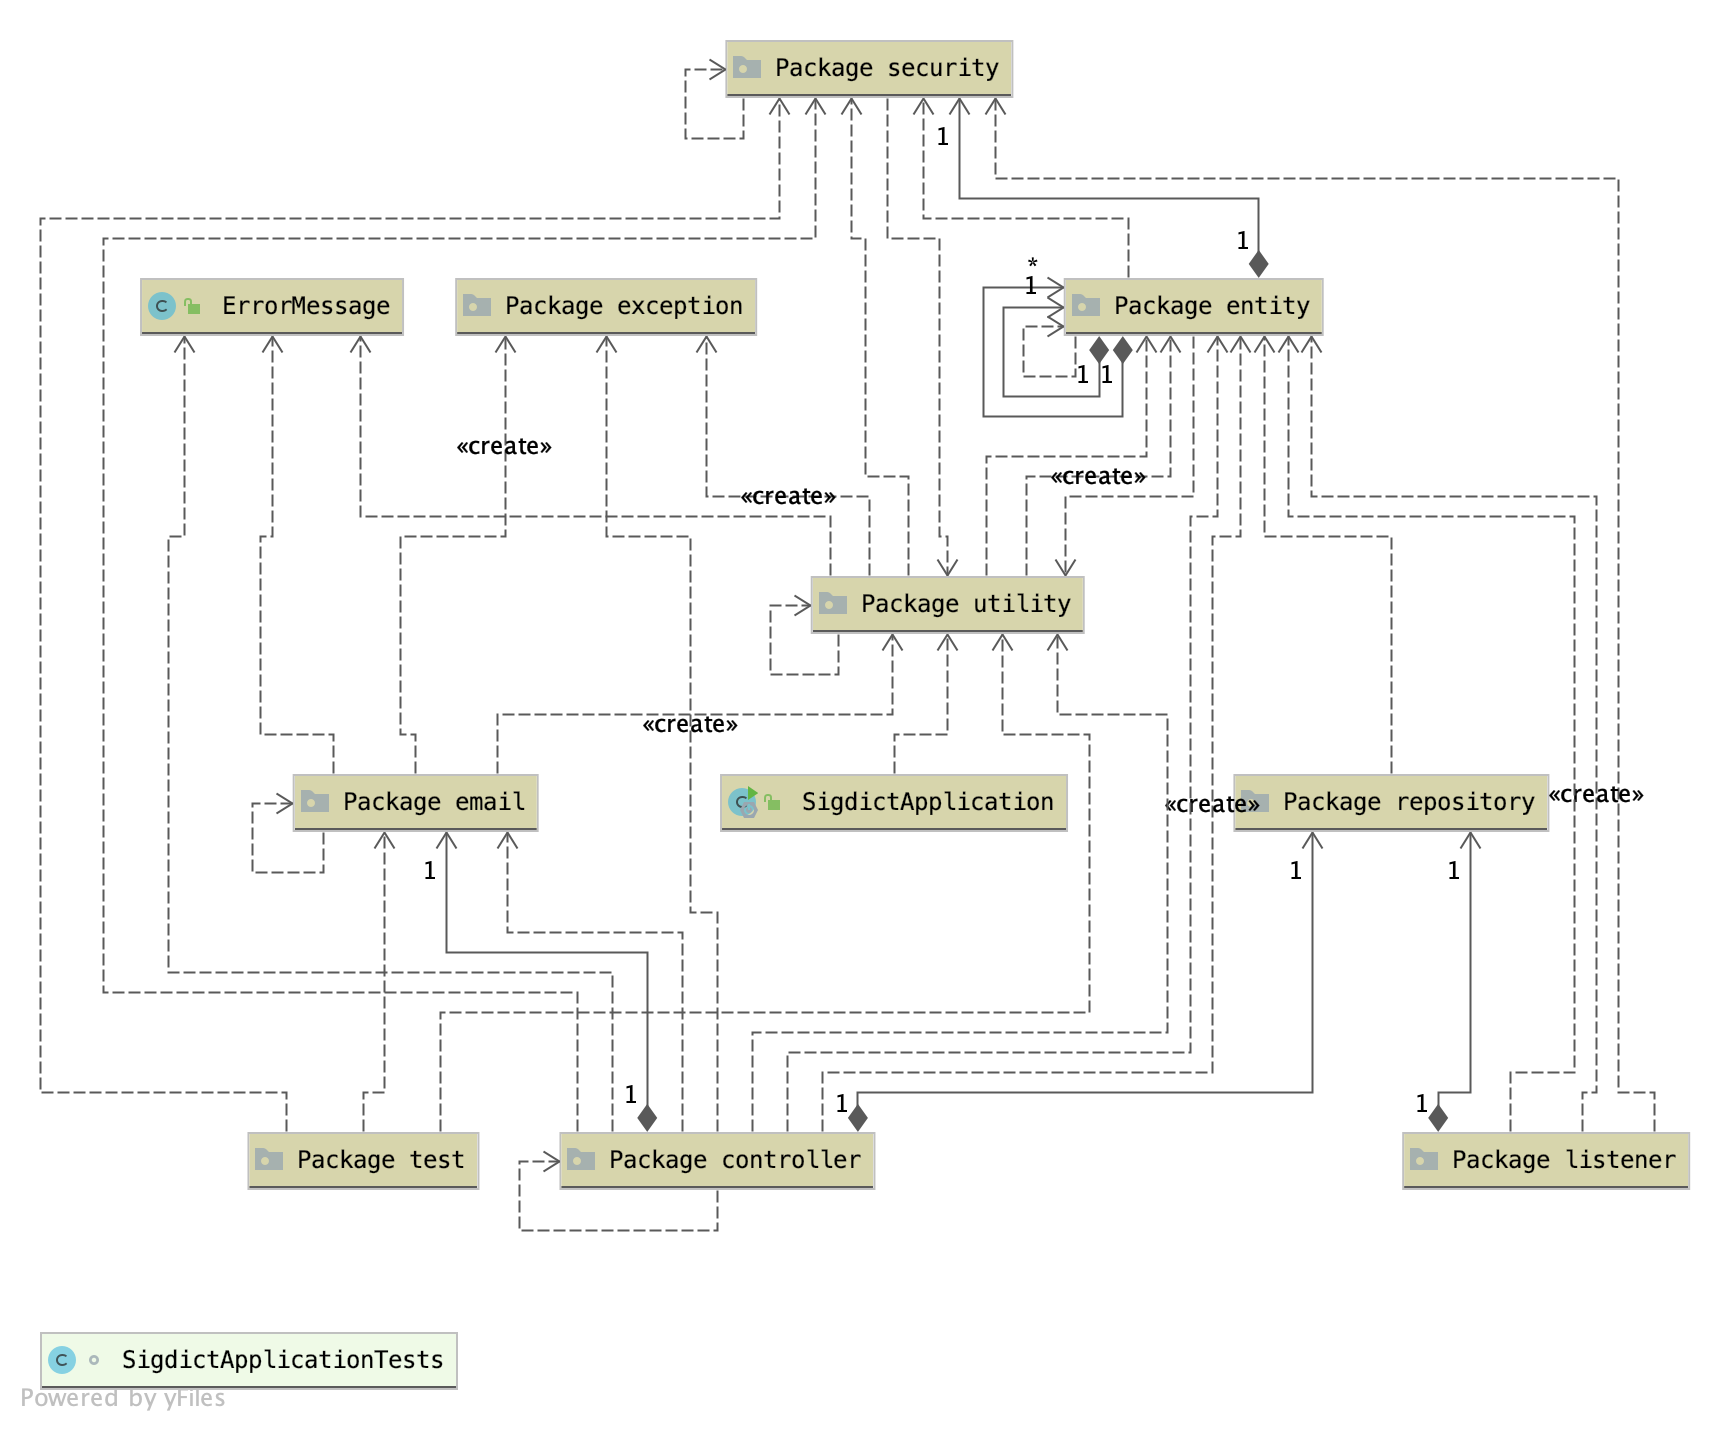 Package security
1
1
*
1
ErrorMessage
Package exception
Package entity
1
1
«create»
«create»
«create»
Package utility
«create»
Package email
SigdictApplication
«create»
Package repository
«create»
1
1
1
1
1
1
Package test
Package controller
Package listener
SigdictApplicationTests
Powered by yFiles